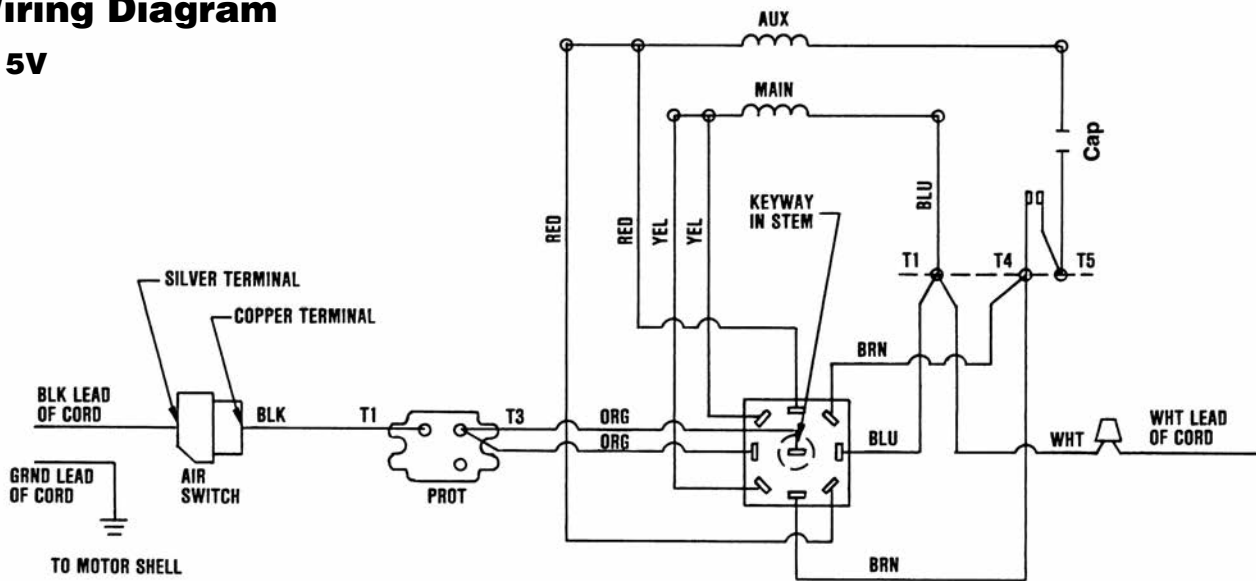 Wiring Diagram
5V
AUX
MAIN
Cap
RED
RED
YEL
YEL
BLU
KEYWAY
IN STEM
T1
T4
T5
SILVER TERMINAL
COPPER TERMINAL
BRN
BLK LEAD
OF CORD
BLK
T1
T3
ORG
ORG
BLU
WHT
WHT LEAD
OF CORD
GRND LEAD
OF CORD
AIR
SWITCH
PROT
TO MOTOR SHELL
BRN